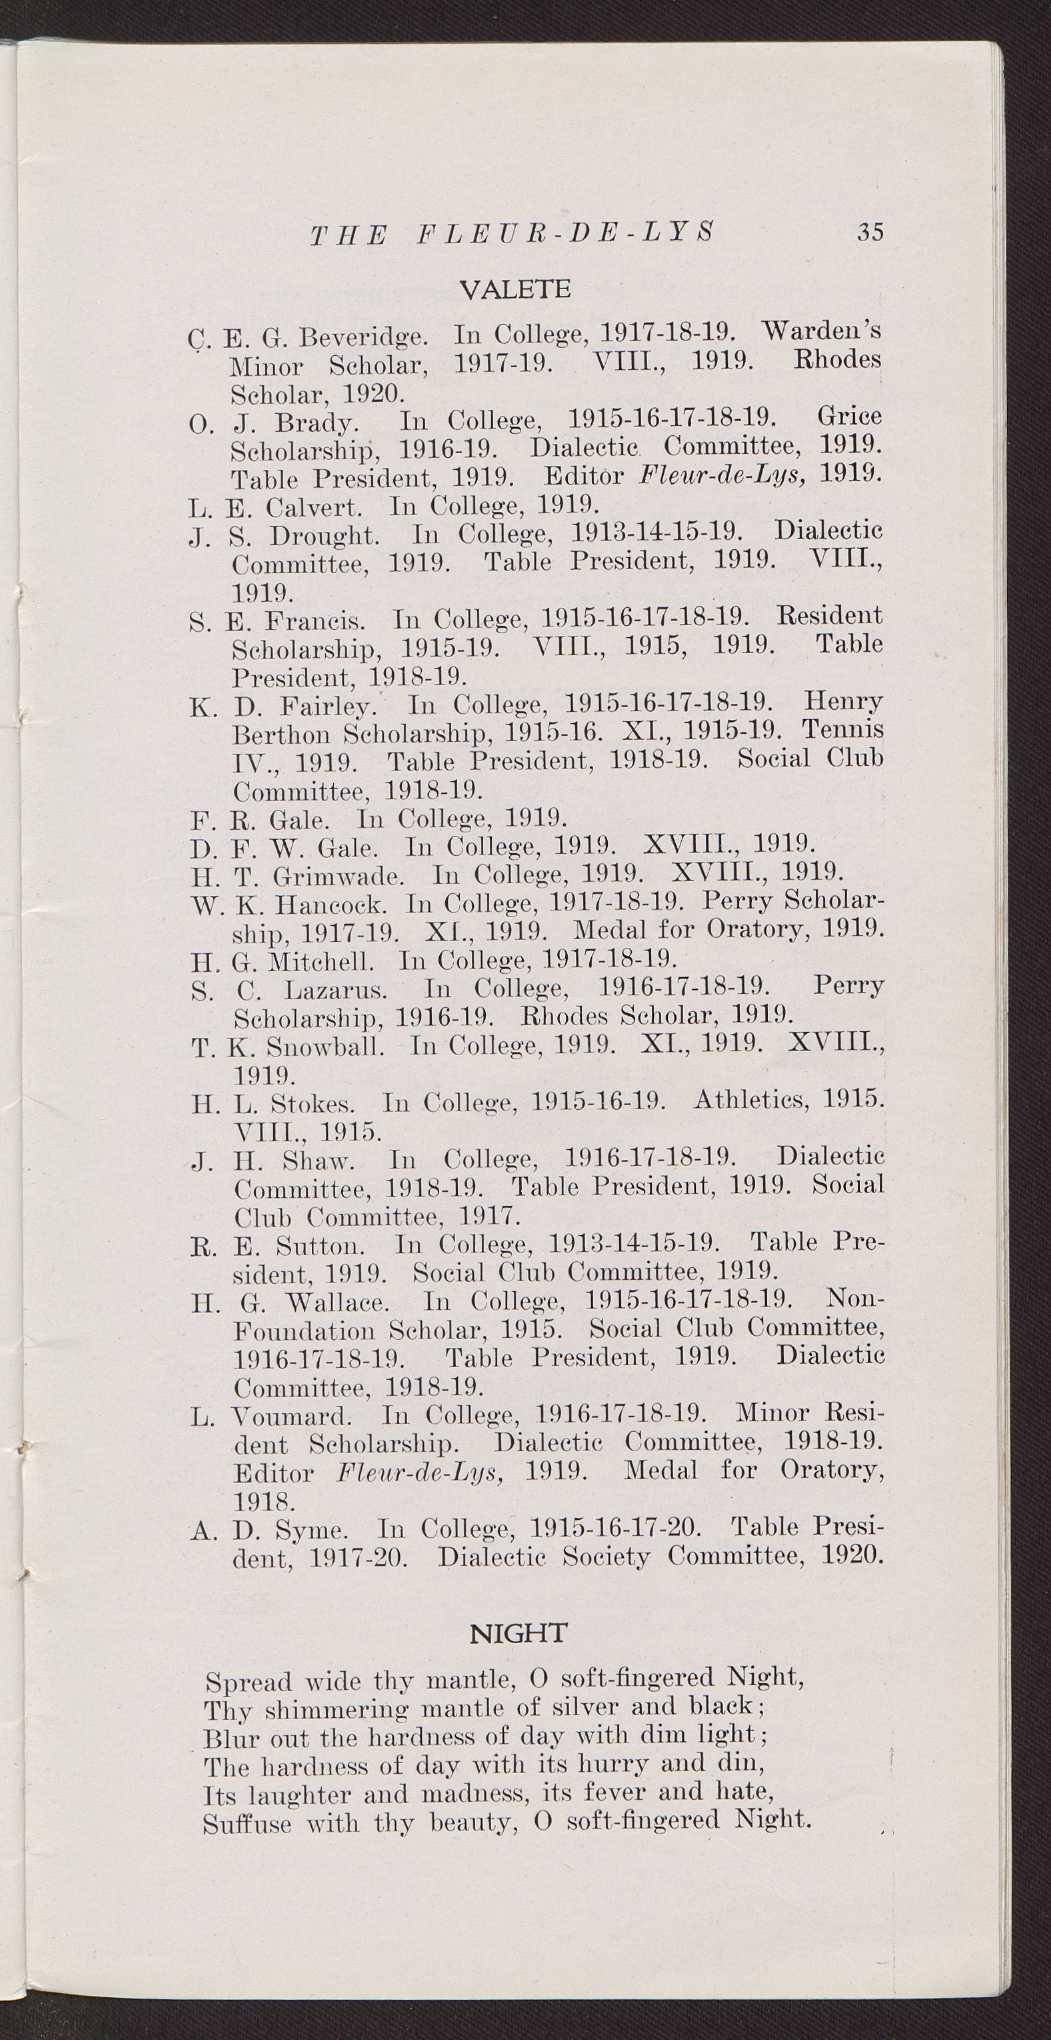 THE FLEUR-DE-LYS 35
VALETE
C. E. G. Beveridge. In College, 1917-18-19. Warden's
Minor Scholar, 1917-19. VIII., 1919. Rhodes
Scholar, 1920.
O. J. Brady. In College, 1915-16-17-18-19. Grice
Scholarship, 1916-19. Dialectic Committee, 1919.
Table President, 1919. Editor Fleur-de-Lys, 1919.
L. E. Calvert. In College, 1919.
J. S. Drought. In College, 1913-14-15-19. Dialectic
Committee, 1919. Table President, 1919. VIII.,
1919.
S. E. Francis. In College, 1915-16-17-18-19. Resident
Scholarship, 1915-19. VIII., 1915, 1919. Table
President, 1918-19.
K. D. Fairley. In College, 1915-16-17-18-19. Henry
Berthon Scholarship, 1915-16. XI., 1915-19. Tennis
IV., 1919. Table President, 1918-19. Social Club
Committee, 1918-19.
F. R. Gale. In College, 1919.
D. F. W. Gale. In College, 1919. XVIII., 1919.
H. T. Grimwade. In College, 1919. XVIII., 1919.
W. K. Hancock. In College, 1917-18-19. Perry Scholar-
ship, 1917-19. XI., 1919. Medal for Oratory, 1919.
H. G. Mitchell. In College, 1917-18-19.
S. C. Lazarus. In College, 1916-17-18-19. Perry
Scholarship, 1916-19. Rhodes Scholar, 1919.
T. K. Snowball. In College, 1919. XI., 1919. XVIII.,
1919.
H. L. Stokes. In College, 1915-16-19. Athletics, 1915.
VIII., 1915.
J. H. Shaw. In College, 1916-17-18-19. Dialectic
Committee, 1918-19. Table President, 1919. Social
Club Committee, 1917.
R. E. Sutton. In College, 1913-14-15-19. Table Pre-
sident, 1919. Social Club Committee, 1919.
H. G. Wallace. In College, 1915-16-17-18-19. Non-
Foundation Scholar, 1915. Social Club Committee,
1916-17-18-19. Table President, 1919. Dialectic
Committee, 1918-19.
L. Voumard. In College, 1916-17-18-19. Minor Resi-
dent Scholarship. Dialectic Committee, 1918-19.
Editor Fleur-de-Lys, 1919. Medal for Oratory,
1918.
A. D. Syme. In College, 1915-16-17-20. Table Presi-
dent, 1917-20. Dialectic Society Committee, 1920.
NIGHT
Spread wide thy mantle, O soft-fingered Night,
Thy shimmering mantle of silver and black;
Blur out the hardness of day with dim light;
The hardness of day with its hurry and din,
Its laughter and madness, its fever and hate,
Suffuse with thy beauty, O soft-fingered Night.